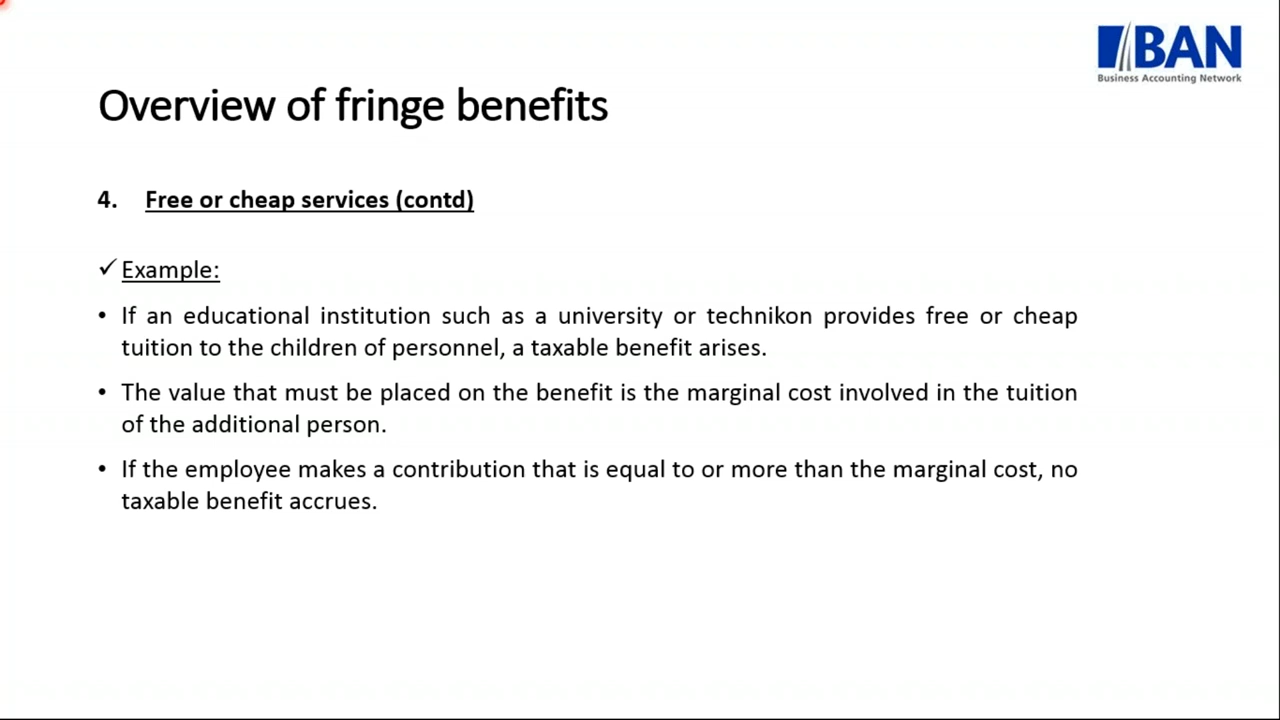 BAN
Business Accounting Network
Overview of fringe benefits
4. Free or cheap services (contd)
✓ Example:
• If an educational institution such as a university or technikon provides free or cheap
tuition to the children of personnel, a taxable benefit arises.
• The value that must be placed on the benefit is the marginal cost involved in the tuition
of the additional person.
• If the employee makes a contribution that is equal to or more than the marginal cost, no
taxable benefit accrues.